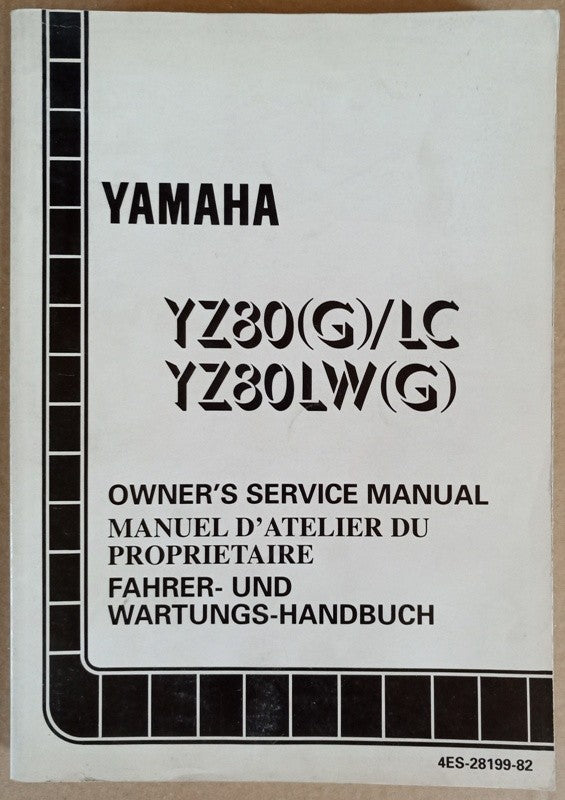 YAMAHA
YZ80(G)/LC
YZ80LW(G)
OWNER'S SERVICE MANUAL
MANUEL D'ATELIER DU
PROPRIETAIRE
FAHRER- UND
WARTUNGS-HANDBUCH
4ES-28199-82